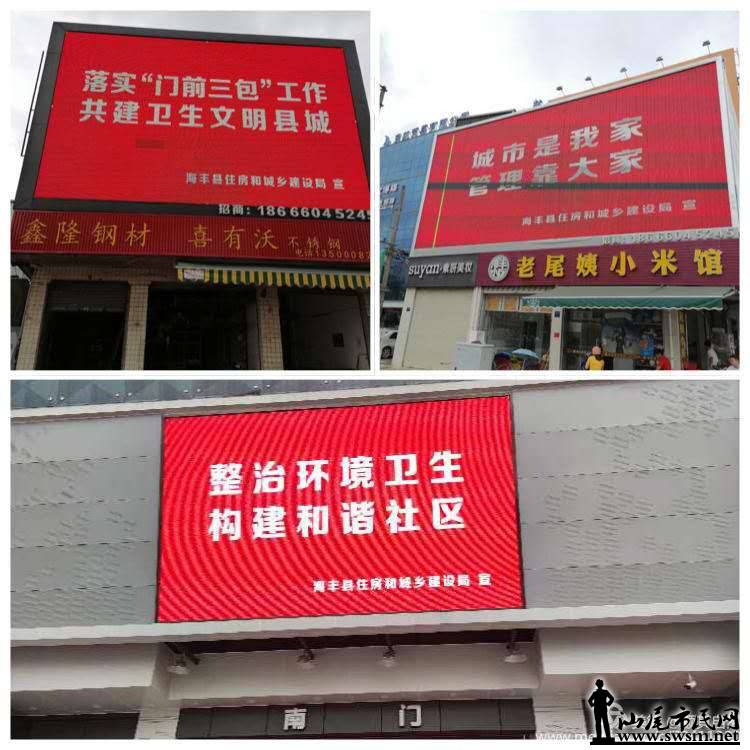 落实“门前三包”工作
共建卫生文明县城
海丰县住房和城乡建设局 宣
招商:18666045245
鑫隆钢材 喜有沃 不锈钢
城市是我家
管理靠大家
海丰县住房和城乡建设局 宣
suyan·素妍美妆
老尾姨小米馆
整治环境卫生
构建和谐社区
海丰县住房和城乡建设局 宣
南门
汕尾市民网
www.swsm.net